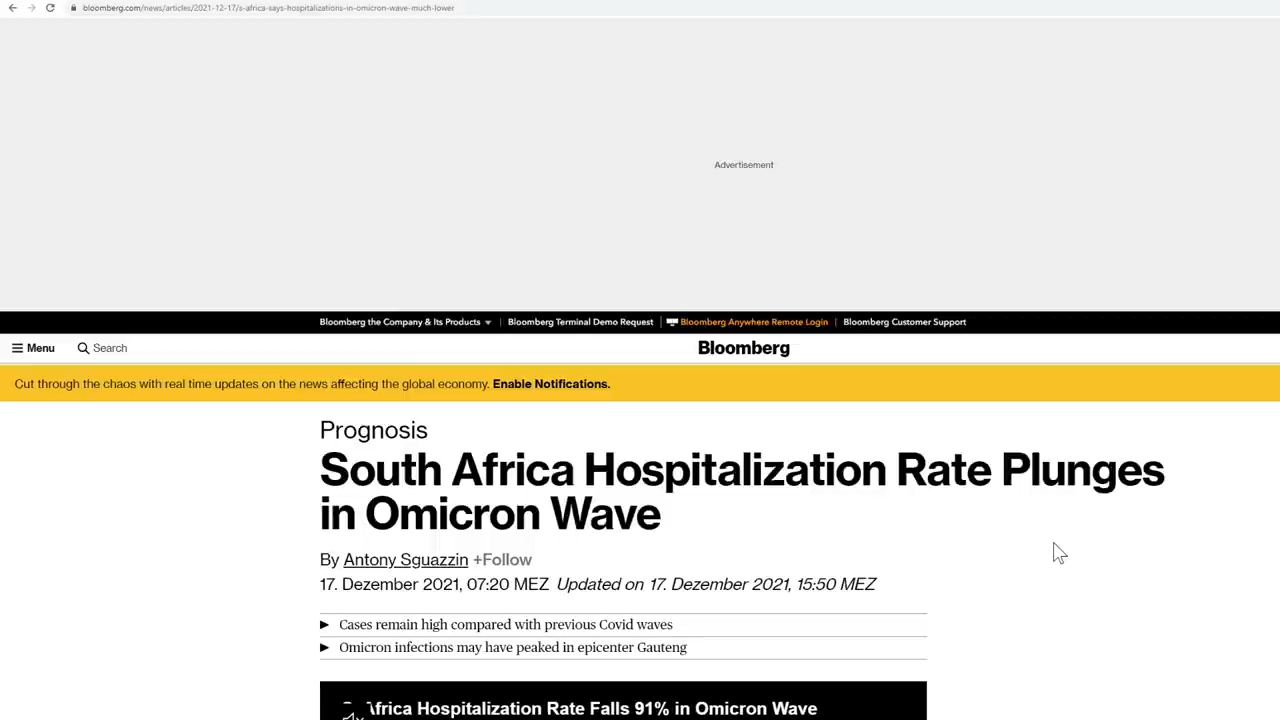 bloomberg.com/news/articles/2021-12-17/s-africa-says-hospitalizations-in-omicron-wave-much-lower
Advertisement
Bloomberg the Company & Its Products
Bloomberg Terminal Demo Request
Bloomberg Anywhere Remote Login
Bloomberg Customer Support
Menu
Search
Bloomberg
Cut through the chaos with real time updates on the news affecting the global economy. Enable Notifications.
Prognosis
South Africa Hospitalization Rate Plunges
in Omicron Wave
By Antony Sguazzin +Follow
17. Dezember 2021, 07:20 MEZ Updated on 17. Dezember 2021, 15:50 MEZ
Cases remain high compared with previous Covid waves
Omicron infections may have peaked in epicenter Gauteng
Africa Hospitalization Rate Falls 91% in Omicron Wave